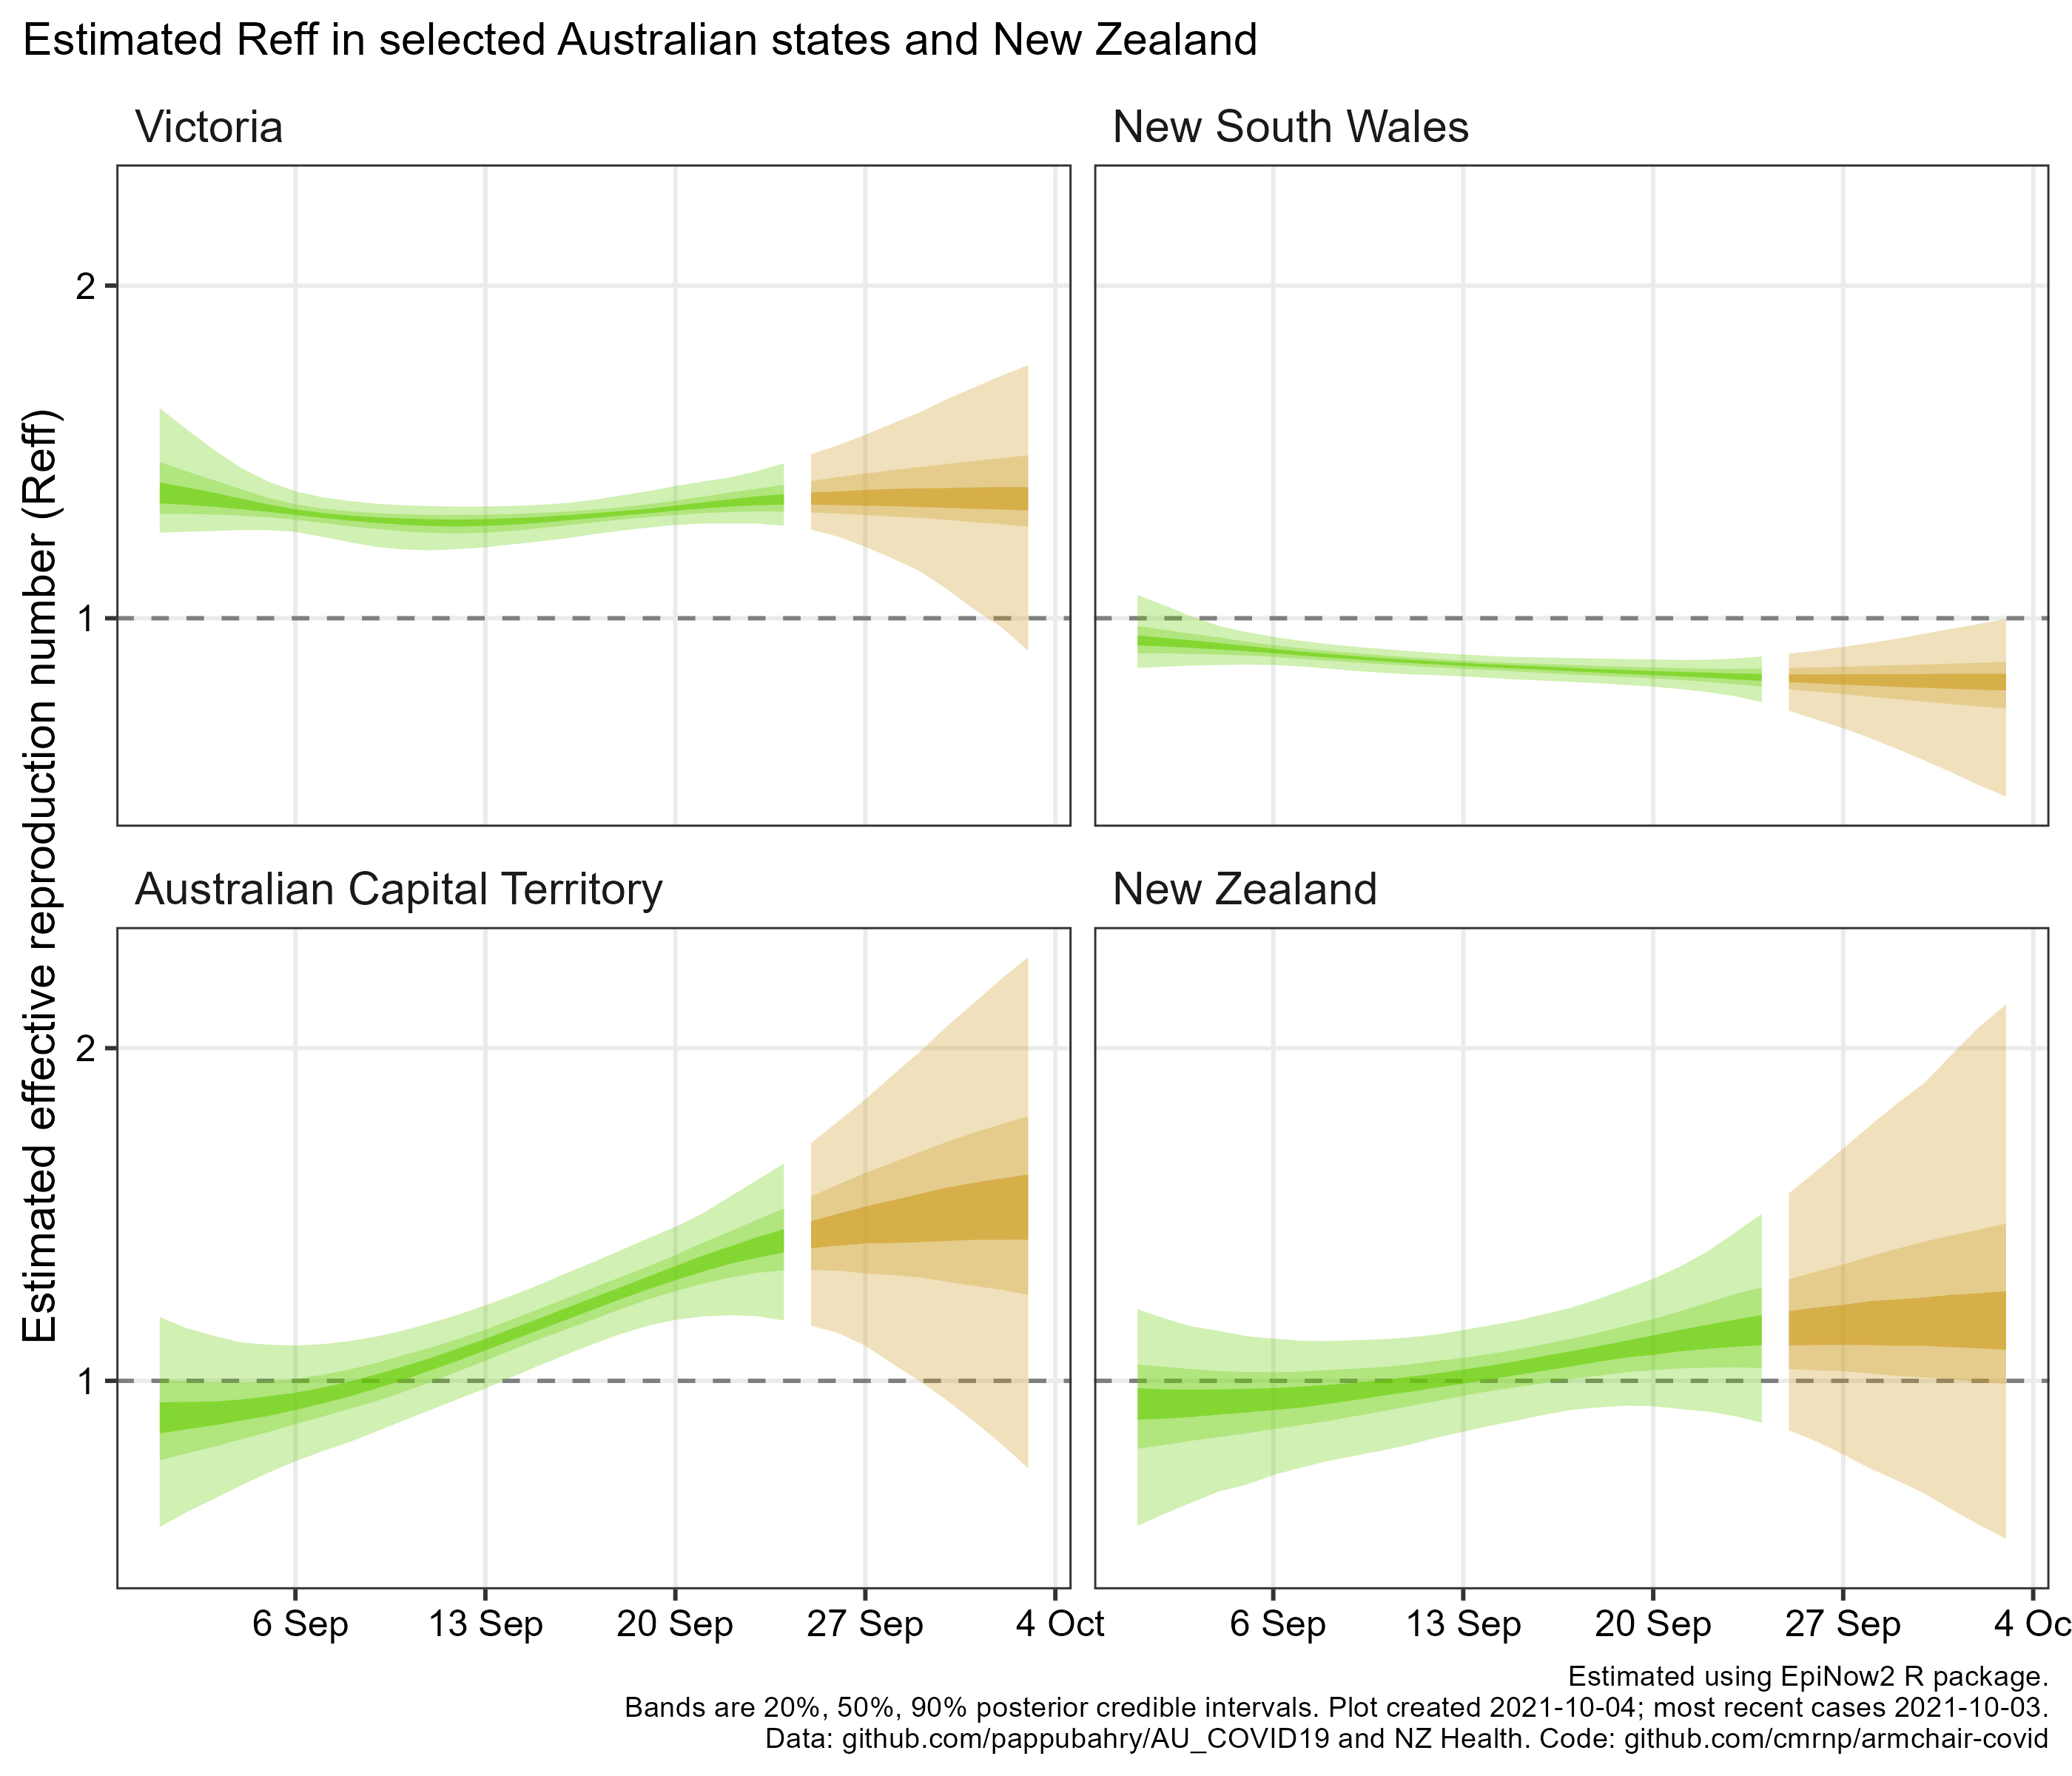 Estimated Reff in selected Australian states and New Zealand
Victoria
New South Wales
Estimated effective reproduction number (Reff)
2
1
Australian Capital Territory
New Zealand
2
1
6 Sep 13 Sep 20 Sep 27 Sep 4 Oct
6 Sep 13 Sep 20 Sep 27 Sep 4 Oc
Estimated using EpiNow2 R package.
Bands are 20%, 50%, 90% posterior credible intervals. Plot created 2021-10-04; most recent cases 2021-10-03.
Data: github.com/pappubahry/AU_COVID19 and NZ Health. Code: github.com/cmrnp/armchair-covid